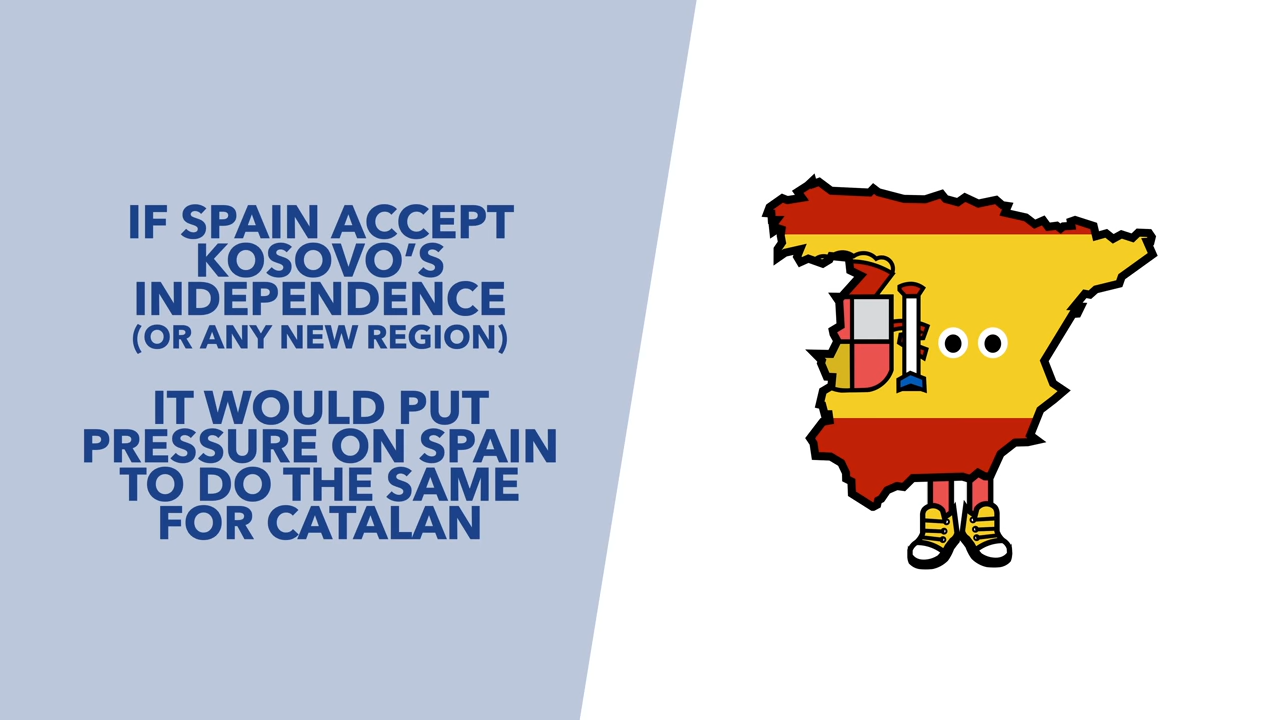 IF SPAIN ACCEPT
KOSOVO’S
INDEPENDENCE
(OR ANY NEW REGION)
IT WOULD PUT
PRESSURE ON SPAIN
TO DO THE SAME
FOR CATALAN